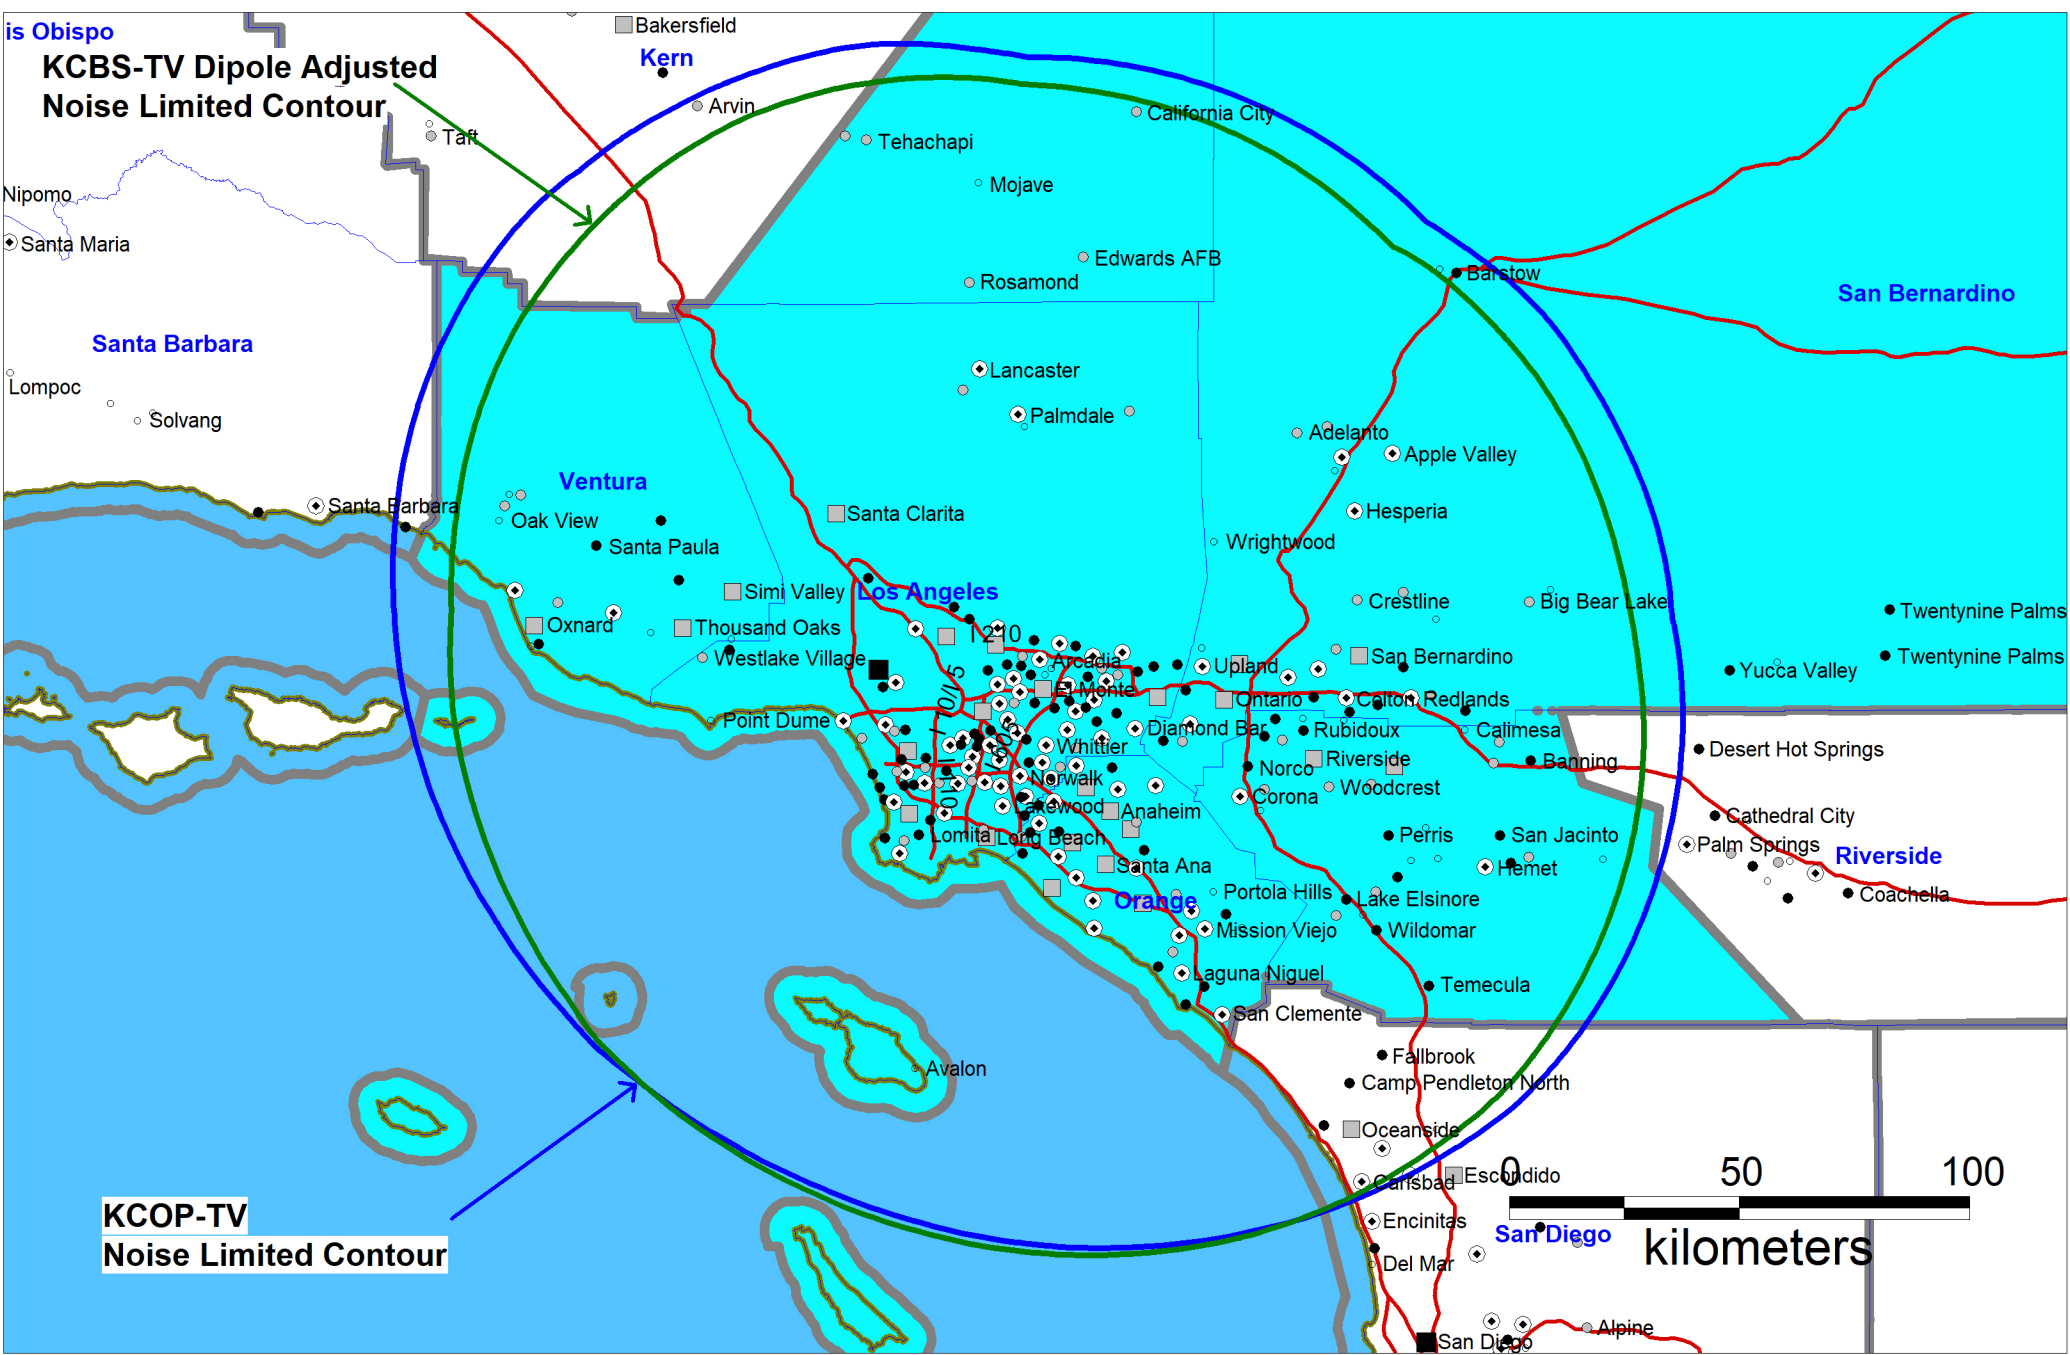 is Obispo
Bakersfield
Kern
KCBS-TV Dipole Adjusted
Noise Limited Contour
Arvin
California City
Taft
Tehachapi
Mojave
Nipomo
Santa Maria
Edwards AFB
Rosamond
Barstow
San Bernardino
Santa Barbara
Lancaster
Lompoc
Palmdale
Solvang
Adelanto
Apple Valley
Ventura
Santa Barbara
Oak View
Santa Clarita
Hesperia
Santa Paula
Wrightwood
Simi Valley
Los Angeles
Crestline
Big Bear Lake
Twentynine Palms
Oxnard
Thousand Oaks
I 210
Westlake Village
Arcadia
Upland
San Bernardino
Twentynine Palms
Yucca Valley
El Monte
I 10/I 5
Ontario
Colton
Redlands
Point Dume
Diamond Bar
Rubidoux
Calimesa
Whittier
I 605
Riverside
Banning
Desert Hot Springs
Norwalk
Norco
Woodcrest
Corona
Lakewood
Anaheim
Cathedral City
Lomita
Long Beach
Perris
San Jacinto
Palm Springs
Riverside
Santa Ana
Hemet
Portola Hills
Lake Elsinore
Coachella
Orange
Mission Viejo
Wildomar
Laguna Niguel
Temecula
San Clemente
Fallbrook
Avalon
Camp Pendleton North
Oceanside
0 50 100
Carlsbad
Escondido
KCOP-TV
Noise Limited Contour
Encinitas
San Diego
kilometers
Del Mar
Alpine
San Diego